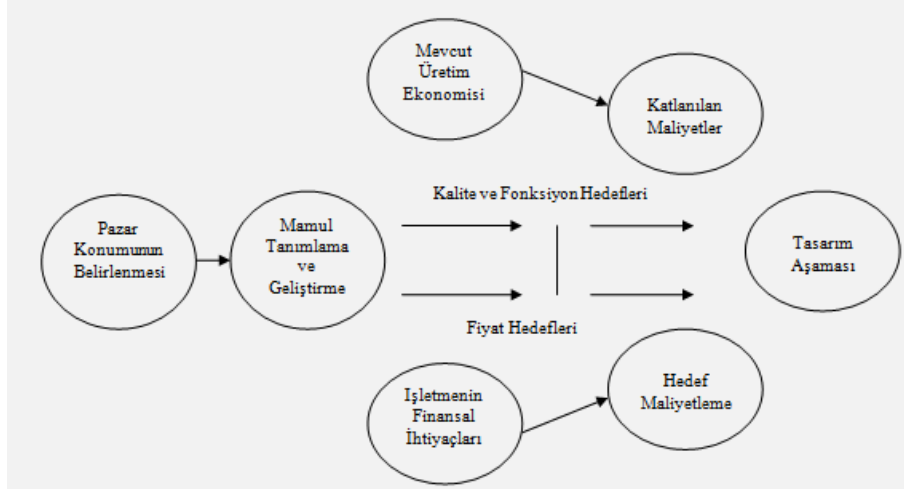 Mevcut
Üretim
Ekonomisi
Katlanılan
Maliyetler
Kalite ve Fonksiyon Hedefleri
Pazar
Konumunun
Belirlenmesi
Mamul
Tanımlama
ve
Geliştirme
Tasarım
Aşaması
Fiyat Hedefleri
İşletmenin
Finansal
İhtiyaçları
Hedef
Maliyetleme